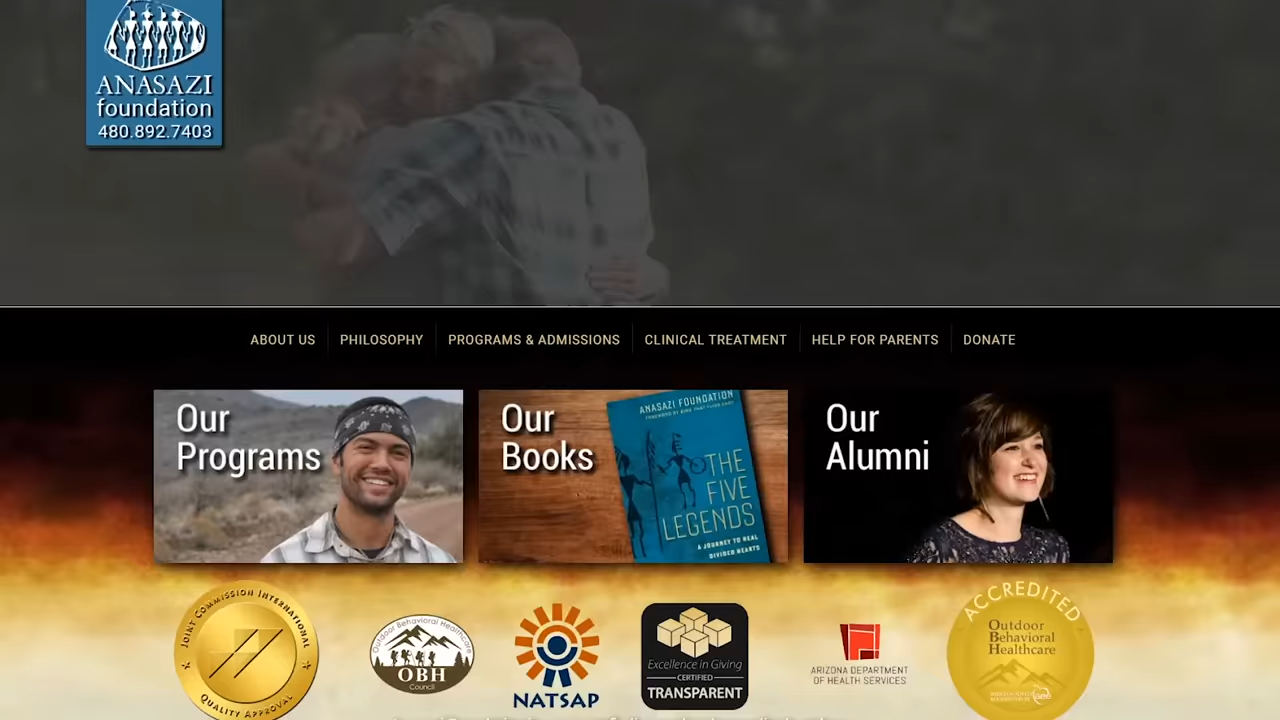 ANASAZI
foundation
480.892.7403
ABOUT US
PHILOSOPHY
PROGRAMS & ADMISSIONS
CLINICAL TREATMENT
HELP FOR PARENTS
DONATE
Our
Programs
Our
Books
ANASAZI FOUNDATION
THE
FIVE
LEGENDS
A JOURNEY TO HEAL
DIVIDED HEARTS
Our
Alumni
JOINT COMMISSION INTERNATIONAL
QUALITY APPROVAL
Outdoor Behavioral Healthcare
OBH
Council
NATSAP
Excellence in Giving
CERTIFIED
TRANSPARENT
ARIZONA DEPARTMENT
OF HEALTH SERVICES
ACCREDITED
Outdoor
Behavioral
Healthcare